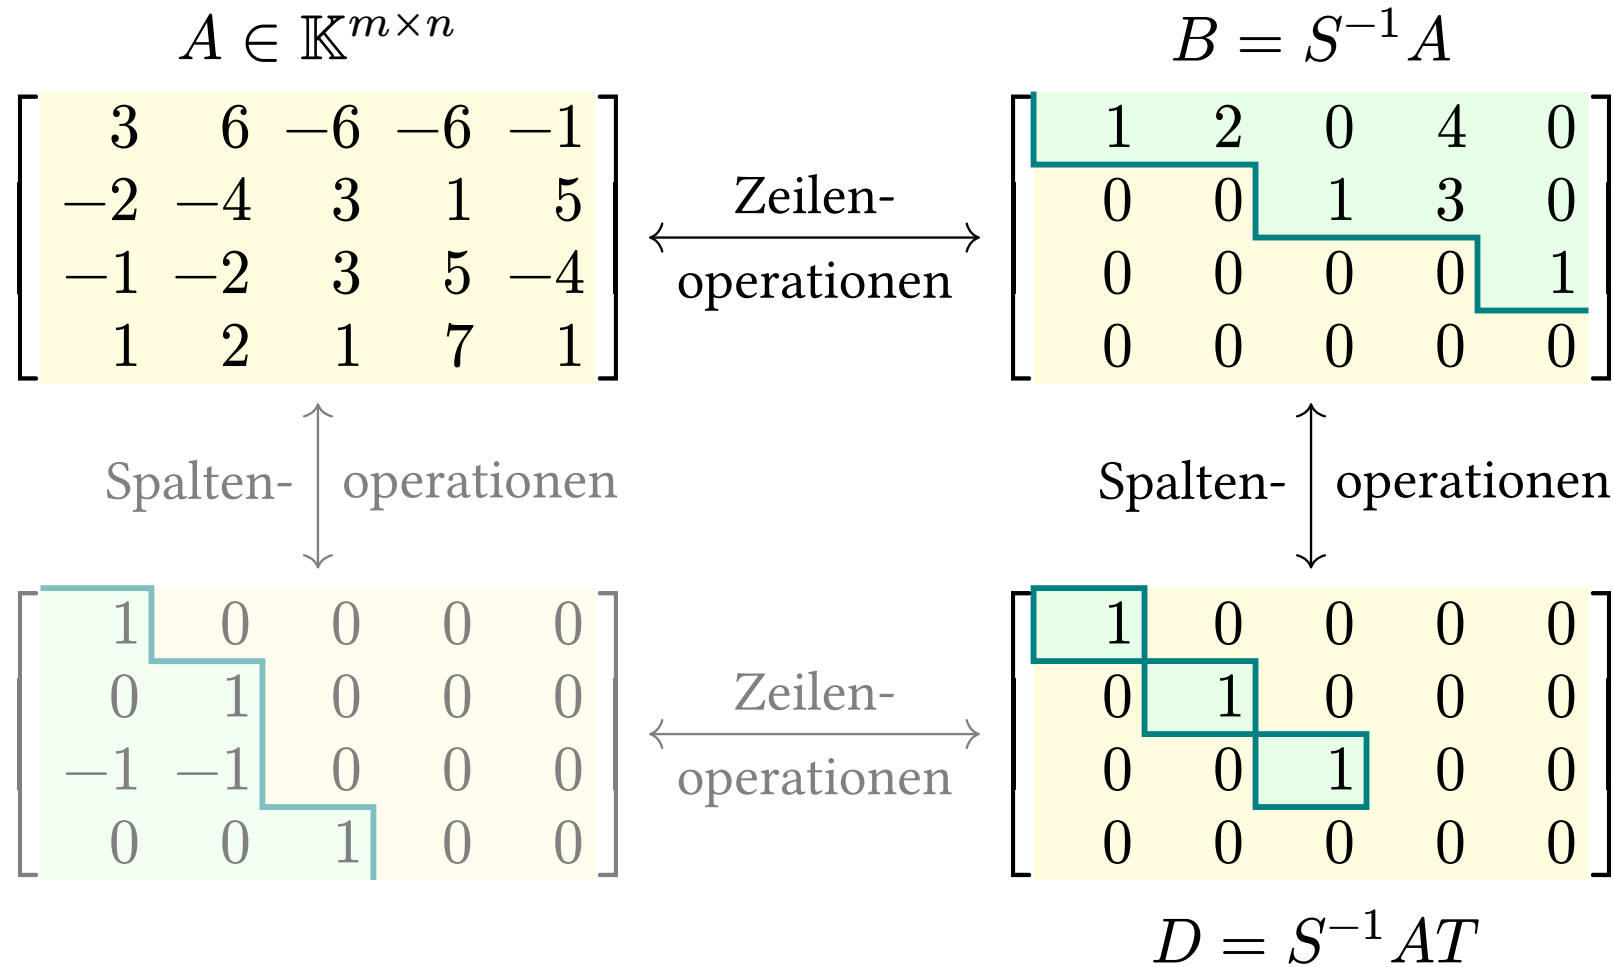 A ∈ 𝕂^{m×n}
B = S^{-1}A
3 6 −6 −6 −1
−2 −4 3 1 5
−1 −2 3 5 −4
1 2 1 7 1
Zeilen-
operationen
1 2 0 4 0
0 0 1 3 0
0 0 0 0 1
0 0 0 0 0
Spalten- operationen
Spalten- operationen
1 0 0 0 0
0 1 0 0 0
−1 −1 0 0 0
0 0 1 0 0
Zeilen-
operationen
1 0 0 0 0
0 1 0 0 0
0 0 1 0 0
0 0 0 0 0
D = S^{-1}AT